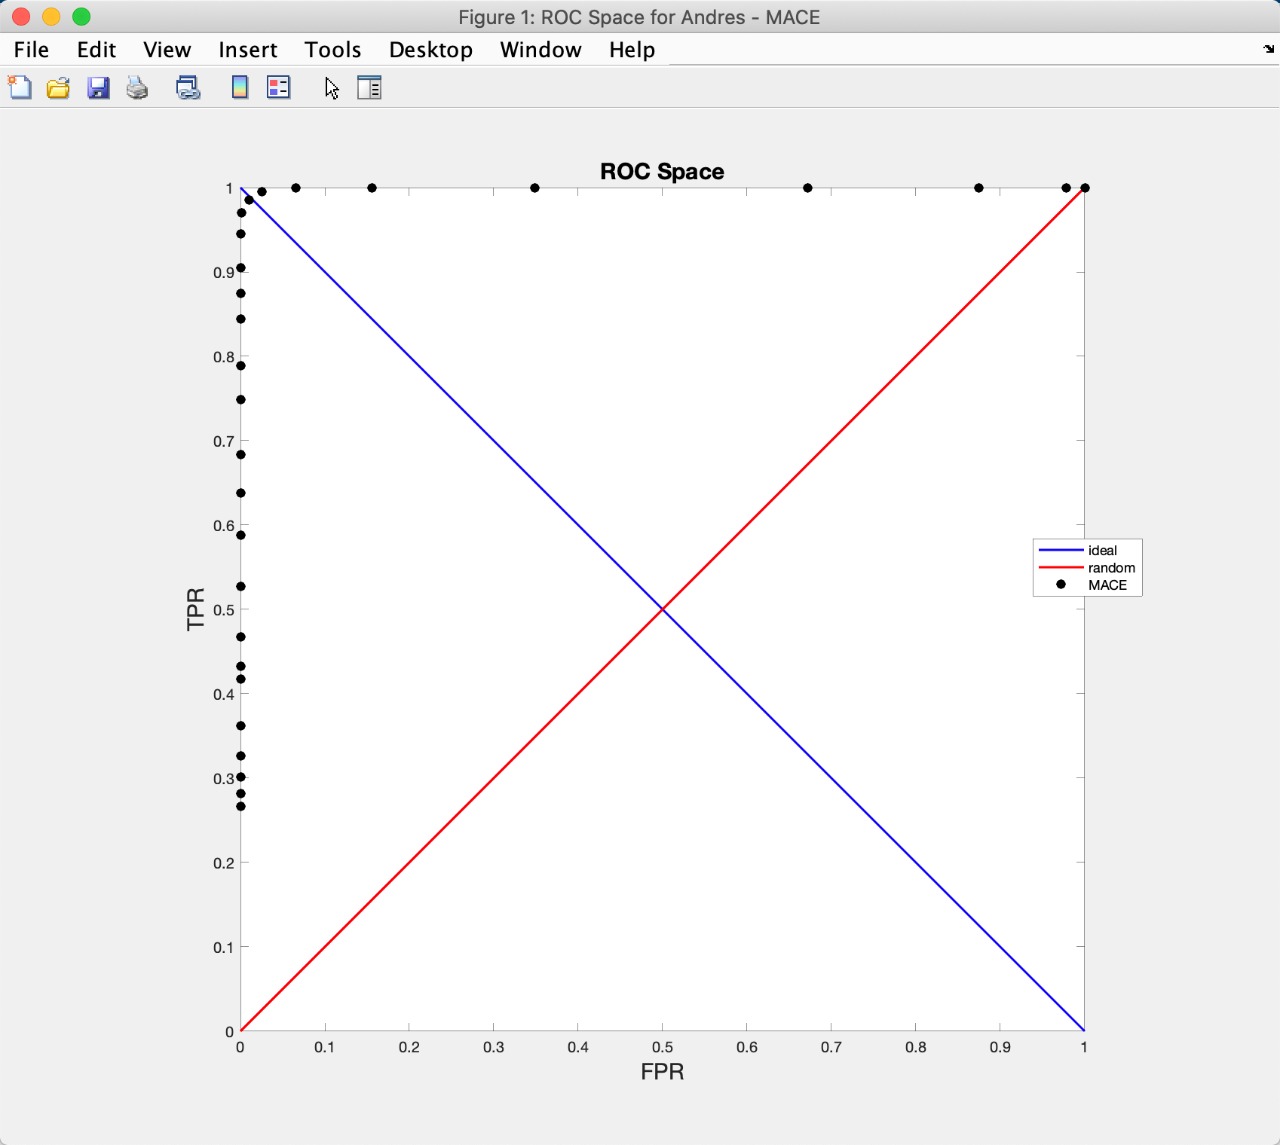 Figure 1: ROC Space for Andres - MACE
File Edit View Insert Tools Desktop Window Help
ROC Space
1
0.9
0.8
0.7
0.6
0.5
0.4
0.3
0.2
0.1
0
TPR
0 0.1 0.2 0.3 0.4 0.5 0.6 0.7 0.8 0.9 1
FPR
ideal
random
MACE